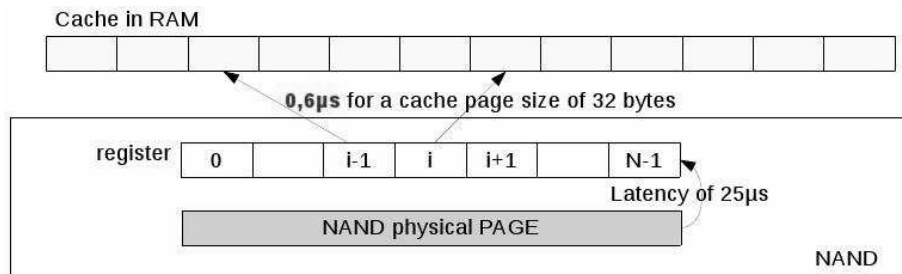 Cache in RAM
0,6µs for a cache page size of 32 bytes
register 0 i-1 i i+1 N-1
Latency of 25µs
NAND physical PAGE
NAND